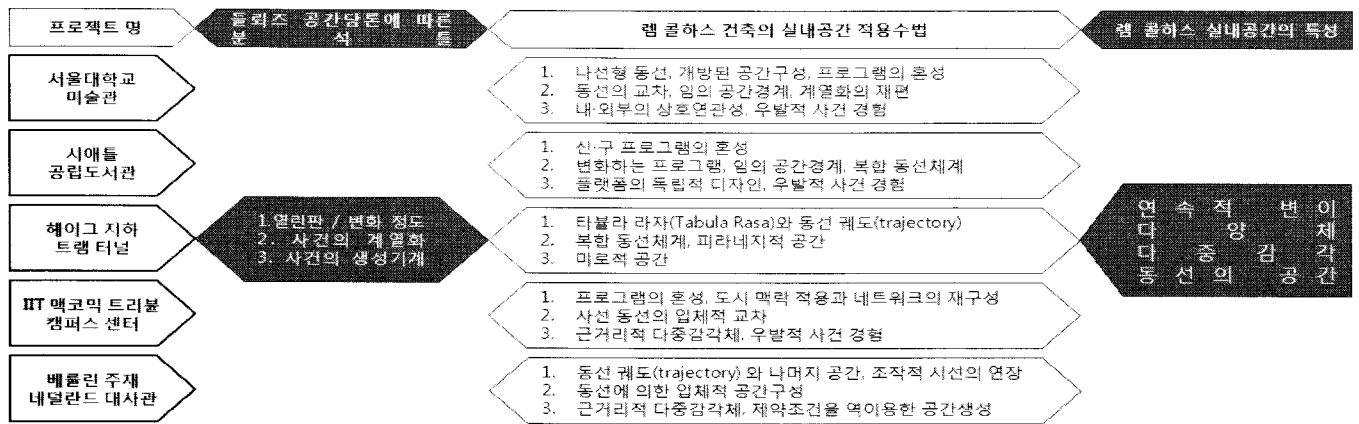 프로젝트 명
들뢰즈 공간담론에 따른
분 석 틀
렘 콜하스 건축의 실내공간 적용수법
렘 콜하스 실내공간의 특성
서울대학교
미술관
1. 나선형 동선, 개방된 공간구성, 프로그램의 혼성
2. 동선의 교차, 임의 공간경계, 계열화의 재편
3. 내·외부의 상호연관성, 우발적 사건 경험
시애틀
공립도서관
1. 신·구 프로그램의 혼성
2. 변화하는 프로그램, 임의 공간경계, 복합 동선체계
3. 플랫폼의 독립적 디자인, 우발적 사건 경험
헤이그 지하
트램 터널
1.열린판 / 변화 정도
2. 사건의 계열화
3. 사건의 생성기계
1. 타뷸라 라자(Tabula Rasa)와 동선 궤도(trajectory)
2. 복합 동선체계, 피라네지적 공간
3. 미로적 공간
연 속 적 변 이
다 양 체
다 중 감 각
동 선 의 공 간
IIT 맥코믹 트리뷴
캠퍼스 센터
1. 프로그램의 혼성, 도시 맥락 적용과 네트워크의 재구성
2. 사선 동선의 입체적 교차
3. 근거리적 다중감각체, 우발적 사건 경험
베를린 주재
네덜란드 대사관
1. 동선 궤도(trajectory) 와 나머지 공간, 조작적 시선의 연장
2. 동선에 의한 입체적 공간구성
3. 근거리적 다중감각체, 제약조건을 역이용한 공간생성